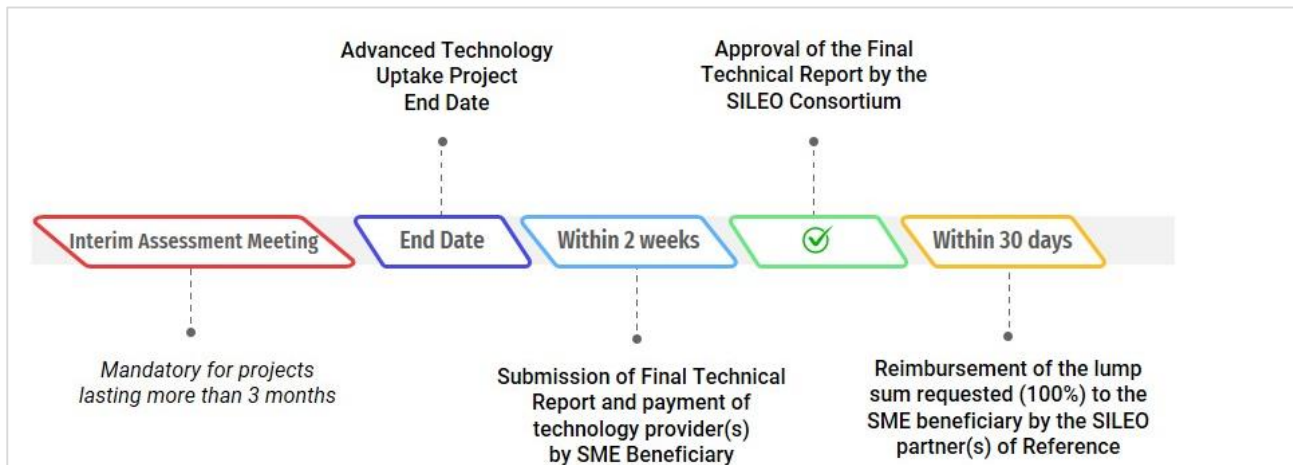 Advanced Technology
Uptake Project
End Date
Approval of the Final
Technical Report by the
SILEO Consortium
Interim Assessment Meeting
End Date
Within 2 weeks
Within 30 days
Mandatory for projects
lasting more than 3 months
Submission of Final Technical
Report and payment of
technology provider(s)
by SME Beneficiary
Reimbursement of the lump
sum requested (100%) to the
SME beneficiary by the SILEO
partner(s) of Reference